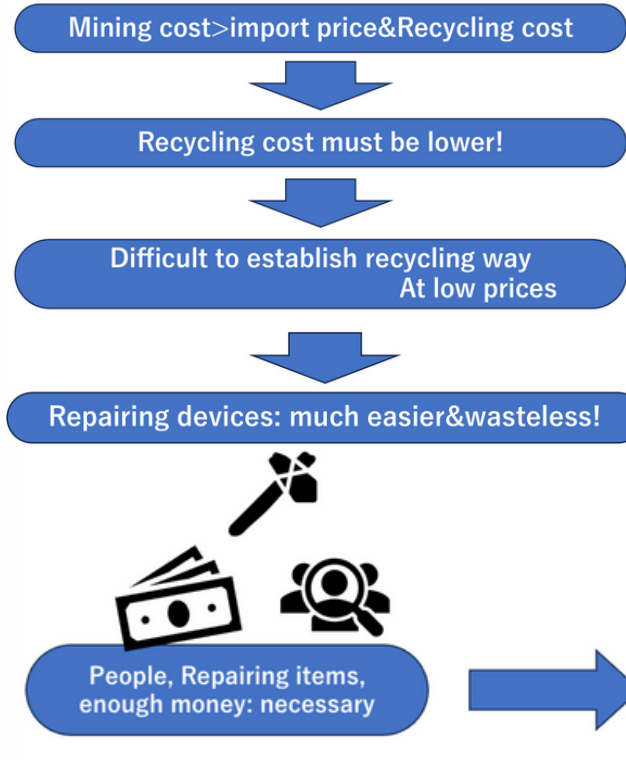 Mining cost>import price&Recycling cost
Recycling cost must be lower!
Difficult to establish recycling way
At low prices
Repairing devices: much easier&wasteless!
People, Repairing items,
enough money: necessary